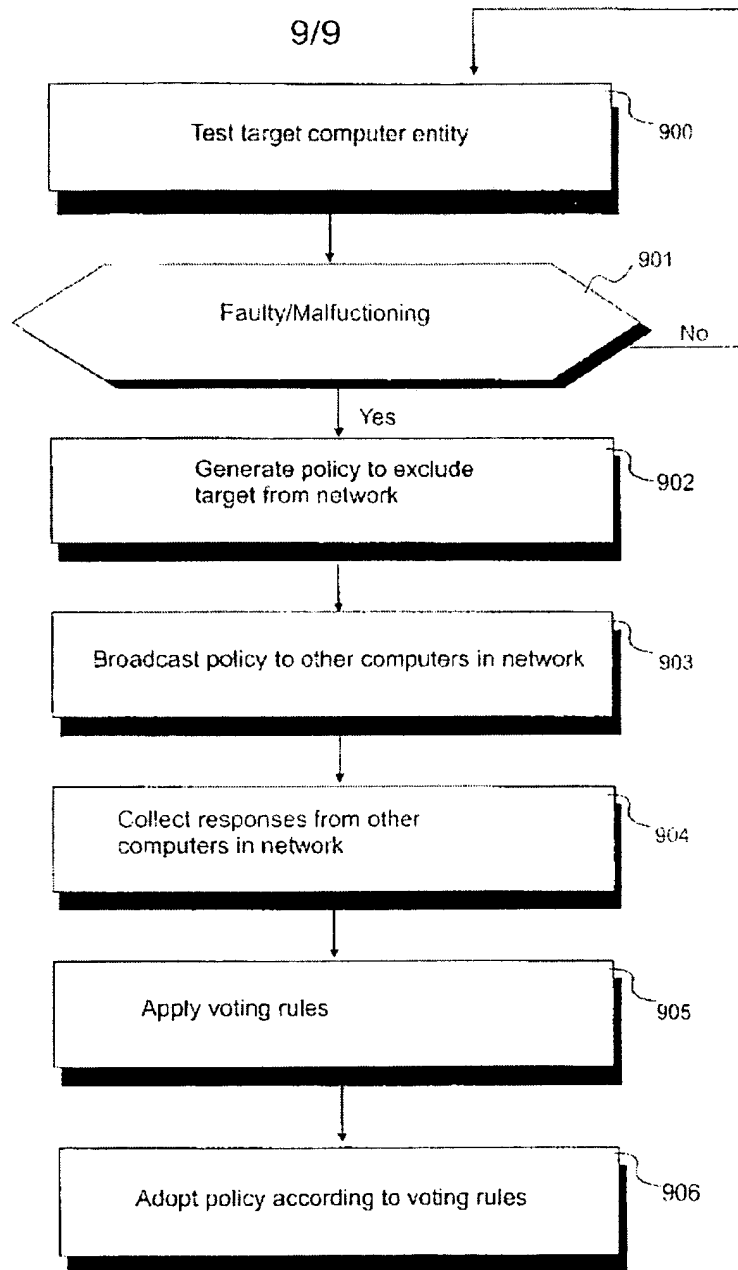 9/9
Test target computer entity
900
901
Faulty/Malfuctioning
No
Yes
Generate policy to exclude
target from network
902
Broadcast policy to other computers in network
903
Collect responses from other
computers in network
904
Apply voting rules
905
Adopt policy according to voting rules
906